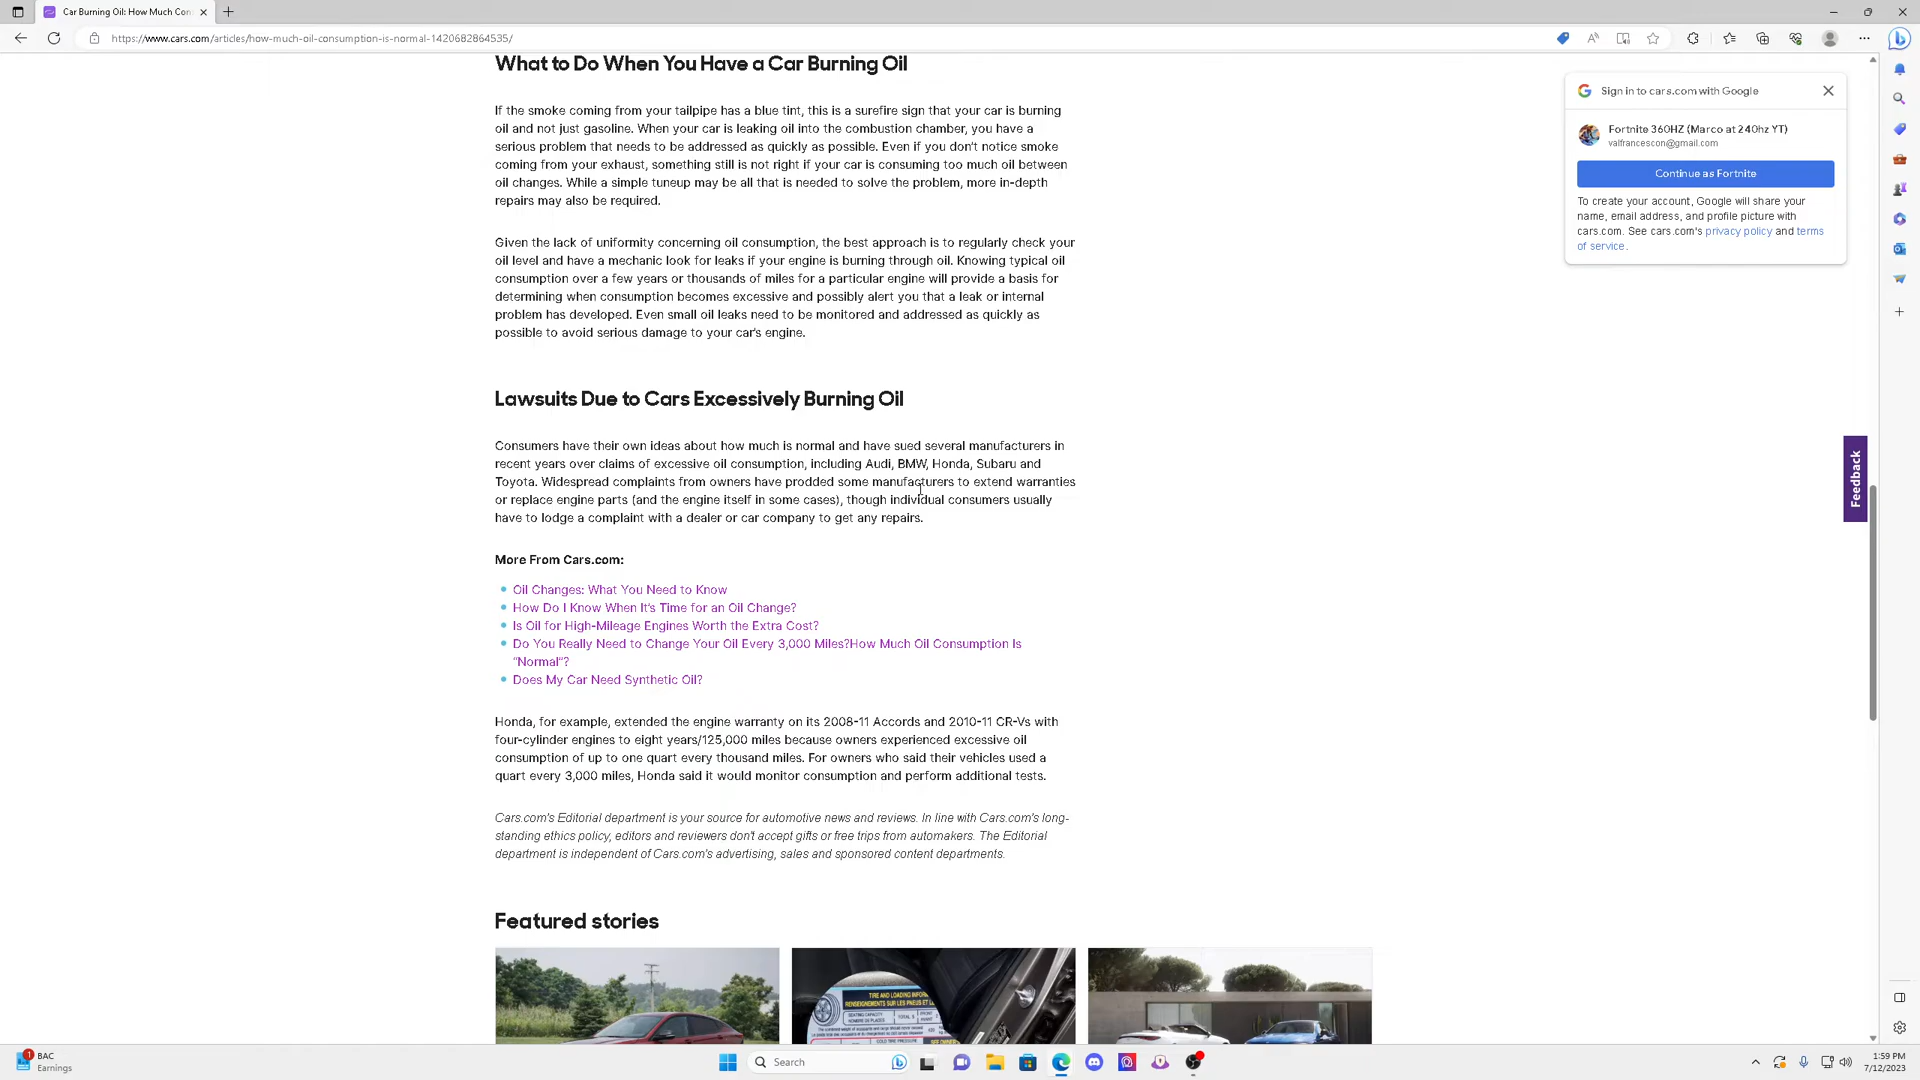 Car Burning Oil: How Much Con
https://www.cars.com/articles/how-much-oil-consumption-is-normal-1420682864535/
What to Do When You Have a Car Burning Oil
If the smoke coming from your tailpipe has a blue tint, this is a surefire sign that your car is burning
oil and not just gasoline. When your car is leaking oil into the combustion chamber, you have a
serious problem that needs to be addressed as quickly as possible. Even if you don't notice smoke
coming from your exhaust, something still is not right if your car is consuming too much oil between
oil changes. While a simple tuneup may be all that is needed to solve the problem, more in-depth
repairs may also be required.
Given the lack of uniformity concerning oil consumption, the best approach is to regularly check your
oil level and have a mechanic look for leaks if your engine is burning through oil. Knowing typical oil
consumption over a few years or thousands of miles for a particular engine will provide a basis for
determining when consumption becomes excessive and possibly alert you that a leak or internal
problem has developed. Even small oil leaks need to be monitored and addressed as quickly as
possible to avoid serious damage to your car's engine.
Lawsuits Due to Cars Excessively Burning Oil
Consumers have their own ideas about how much is normal and have sued several manufacturers in
recent years over claims of excessive oil consumption, including Audi, BMW, Honda, Subaru and
Toyota. Widespread complaints from owners have prodded some manufacturers to extend warranties
or replace engine parts (and the engine itself in some cases), though individual consumers usually
have to lodge a complaint with a dealer or car company to get any repairs.
More From Cars.com:
Oil Changes: What You Need to Know
How Do I Know When It's Time for an Oil Change?
Is Oil for High-Mileage Engines Worth the Extra Cost?
Do You Really Need to Change Your Oil Every 3,000 Miles?How Much Oil Consumption Is
"Normal"?
Does My Car Need Synthetic Oil?
Honda, for example, extended the engine warranty on its 2008-11 Accords and 2010-11 CR-Vs with
four-cylinder engines to eight years/125,000 miles because owners experienced excessive oil
consumption of up to one quart every thousand miles. For owners who said their vehicles used a
quart every 3,000 miles, Honda said it would monitor consumption and perform additional tests.
Cars.com's Editorial department is your source for automotive news and reviews. In line with Cars.com's long-
standing ethics policy, editors and reviewers don't accept gifts or free trips from automakers. The Editorial
department is independent of Cars.com's advertising, sales and sponsored content departments.
Featured stories
TIRE AND LOADING INFOR
Sign in to cars.com with Google
Fortnite 360HZ (Marco at 240hz YT)
valfrancescon@gmail.com
Continue as Fortnite
To create your account, Google will share your
name, email address, and profile picture with
cars.com. See cars.com's privacy policy and terms
of service.
Feedback
1
BAC
Earnings
Search
1:59 PM
7/12/2023